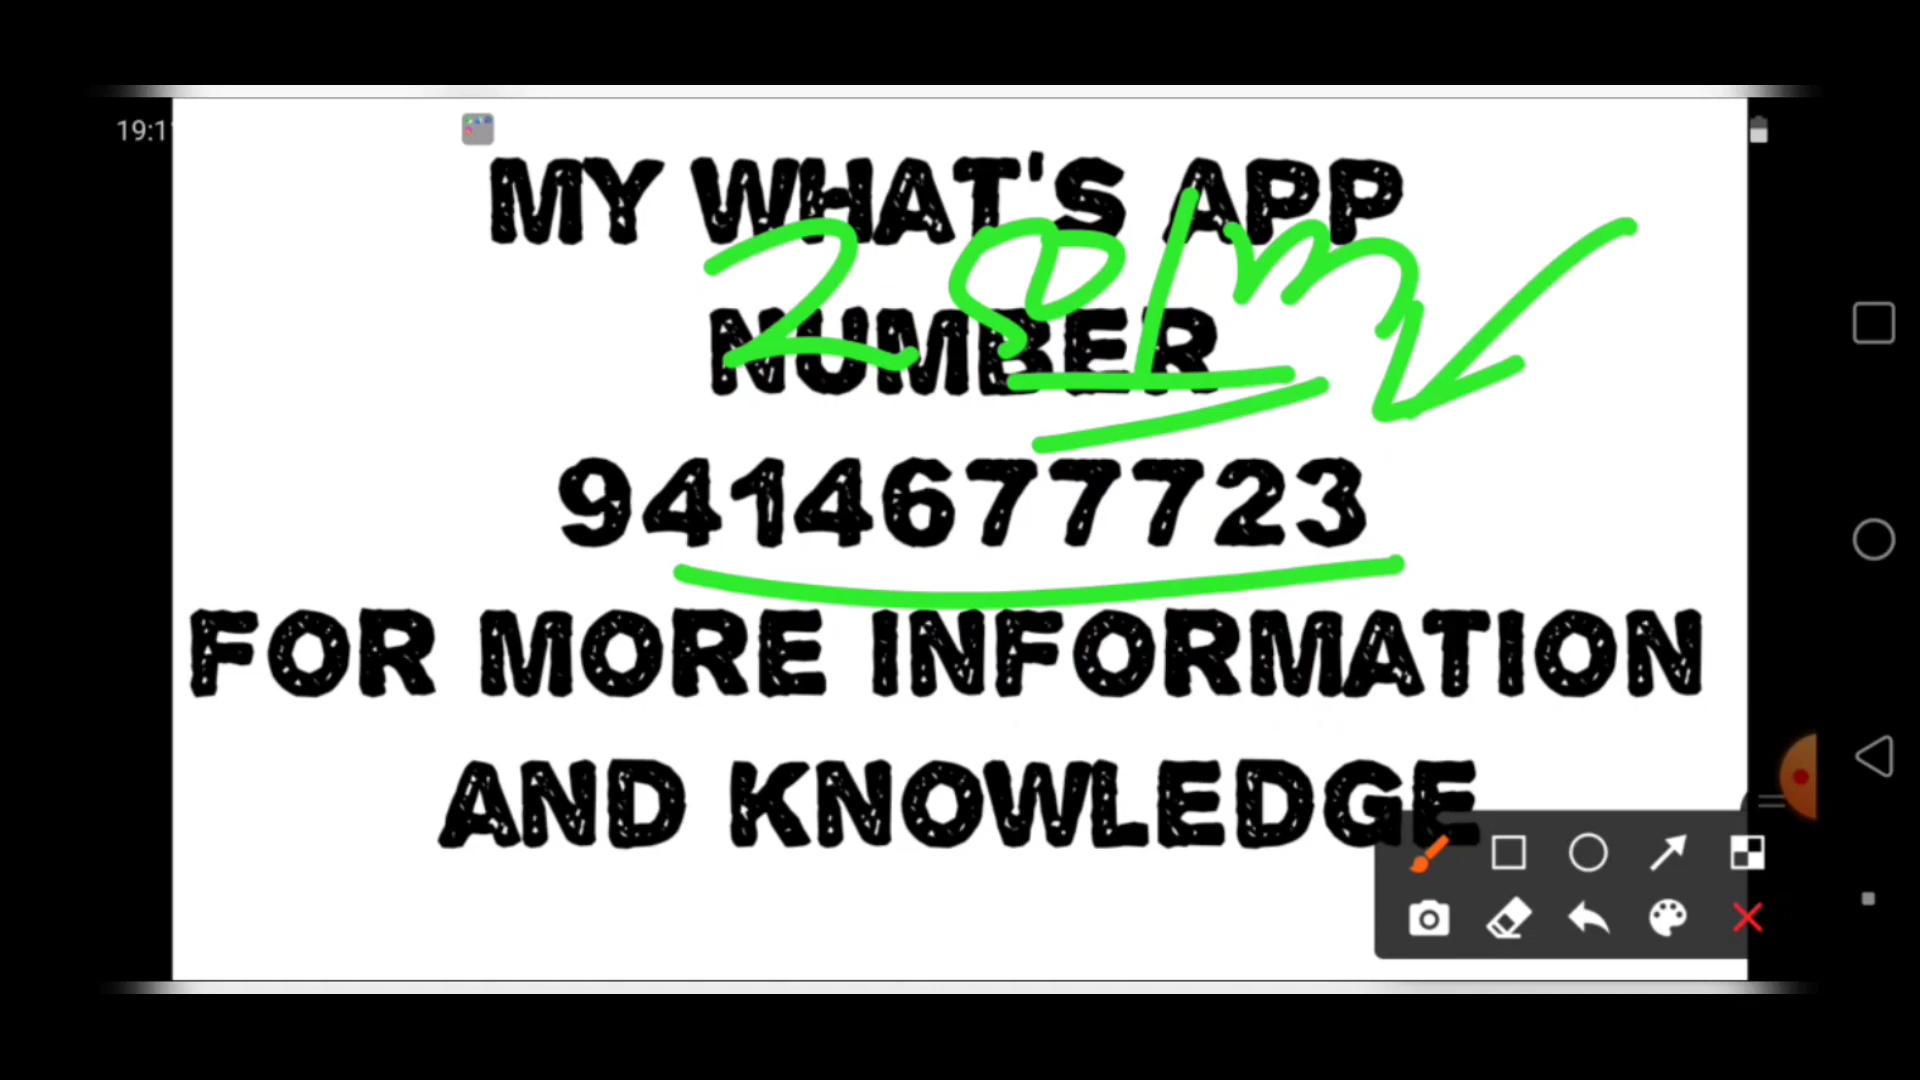 19:1
MY WHAT'S APP
NUMBER
9414677723
FOR MORE INFORMATION
AND KNOWLEDGE